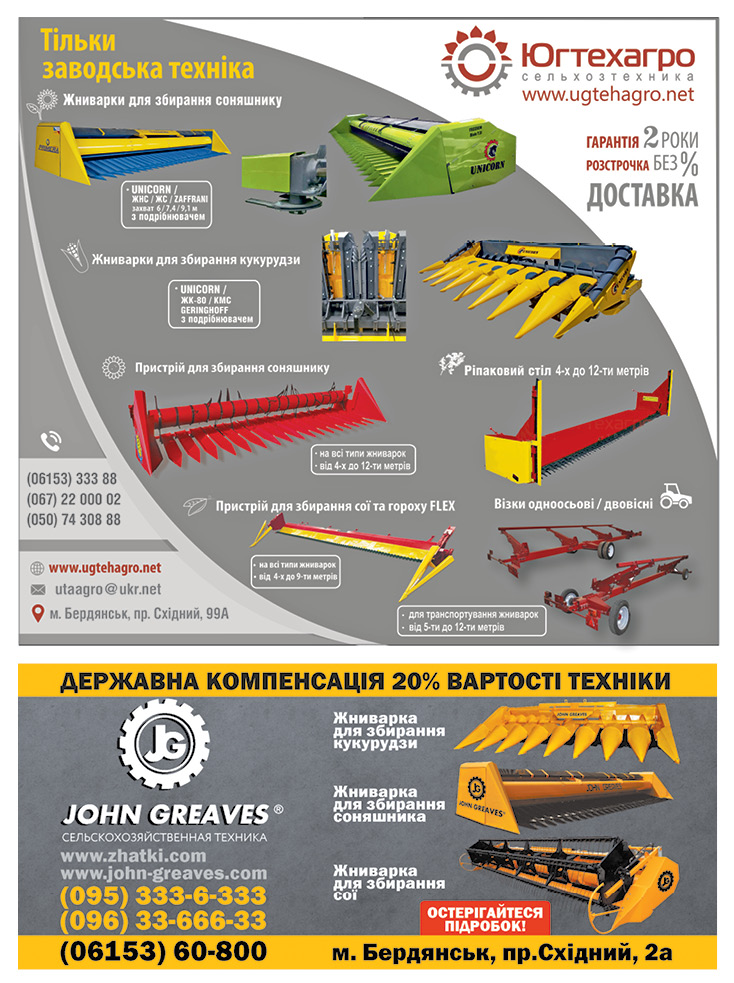 Тільки
заводська техніка
Югтехагро
сельхозтехника
www.ugtehagro.net
Жниварки для збирання соняшнику
ГАРАНТІЯ 2 РОКИ
РОЗСТРОЧКА БЕЗ %
ДОСТАВКА
UNICORN
· UNICORN /
ЖНС / ЖС / ZAFFRANI
захват 6 / 7,4 / 9,1 м
з подрібнювачем
Жниварки для збирання кукурудзи
· UNICORN /
ЖК-80 / КМС
GERINGHOFF
з подрібнювачем
Пристрій для збирання соняшнику
Ріпаковий стіл 4-х до 12-ти метрів
- на всі типи жниварок
- від 4-х до 12-ти метрів
(06153) 333 88
(067) 22 000 02
(050) 74 308 88
Пристрій для збирання сої та гороху FLEX
Візки одноосьові / двовісні
- на всі типи жниварок
- від 4-х до 9-ти метрів
www.ugtehagro.net
utaagro@ukr.net
м. Бердянськ, пр. Східний, 99А
- для транспортування жниварок
- від 5-ти до 12-ти метрів
ДЕРЖАВНА КОМПЕНСАЦІЯ 20% ВАРТОСТІ ТЕХНІКИ
JG
JOHN GREAVES ®
СЕЛЬСКОХОЗЯЙСТВЕННАЯ ТЕХНИКА
www.zhatki.com
www.john-greaves.com
(095) 333-6-333
(096) 33-666-33
(06153) 60-800
Жниварка
для збирання
кукурудзи
JOHN GREAVES
Жниварка
для збирання
соняшника
JG
JOHN GREAVES
JOHN GREAVES®
Жниварка
для збирання
сої
JG
ОСТЕРІГАЙТЕСЯ
ПІДРОБОК!
м. Бердянськ, пр.Східний, 2а